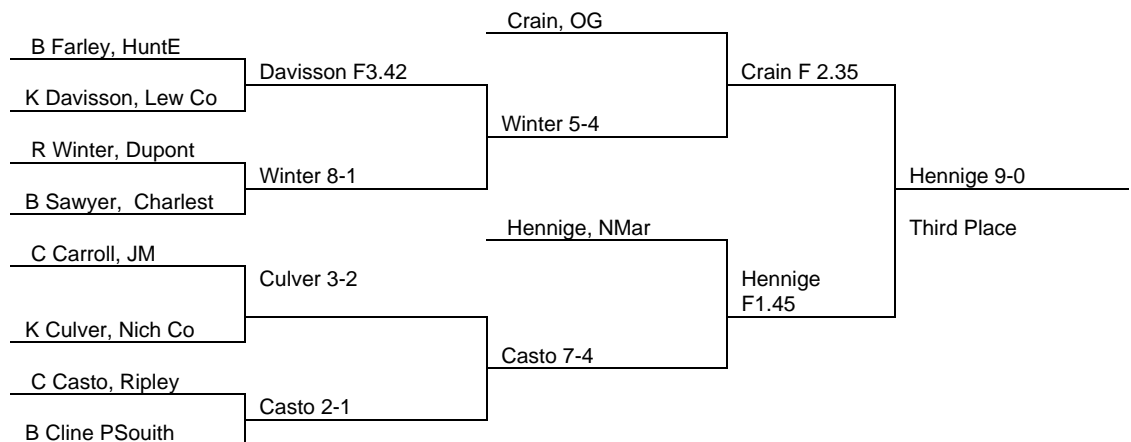 Crain, OG
B Farley, HuntE
Davisson F3.42
Crain F 2.35
K Davisson, Lew Co
Winter 5-4
R Winter, Dupont
Winter 8-1
Hennige 9-0
B Sawyer,  Charlest
Hennige, NMar
Third Place
C Carroll, JM
Culver 3-2
Hennige
F1.45
K Culver, Nich Co
Casto 7-4
C Casto, Ripley
Casto 2-1
B Cline PSouith